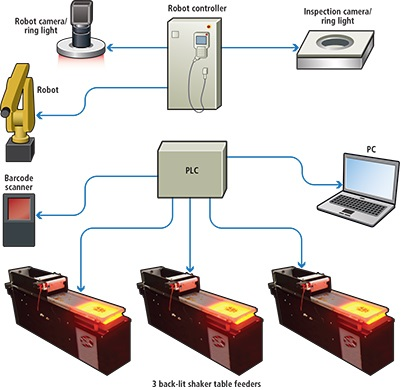 Robot camera/
ring light
Robot controller
Inspection camera/
ring light
Robot
Barcode
scanner
PLC
PC
3 back-lit shaker table feeders